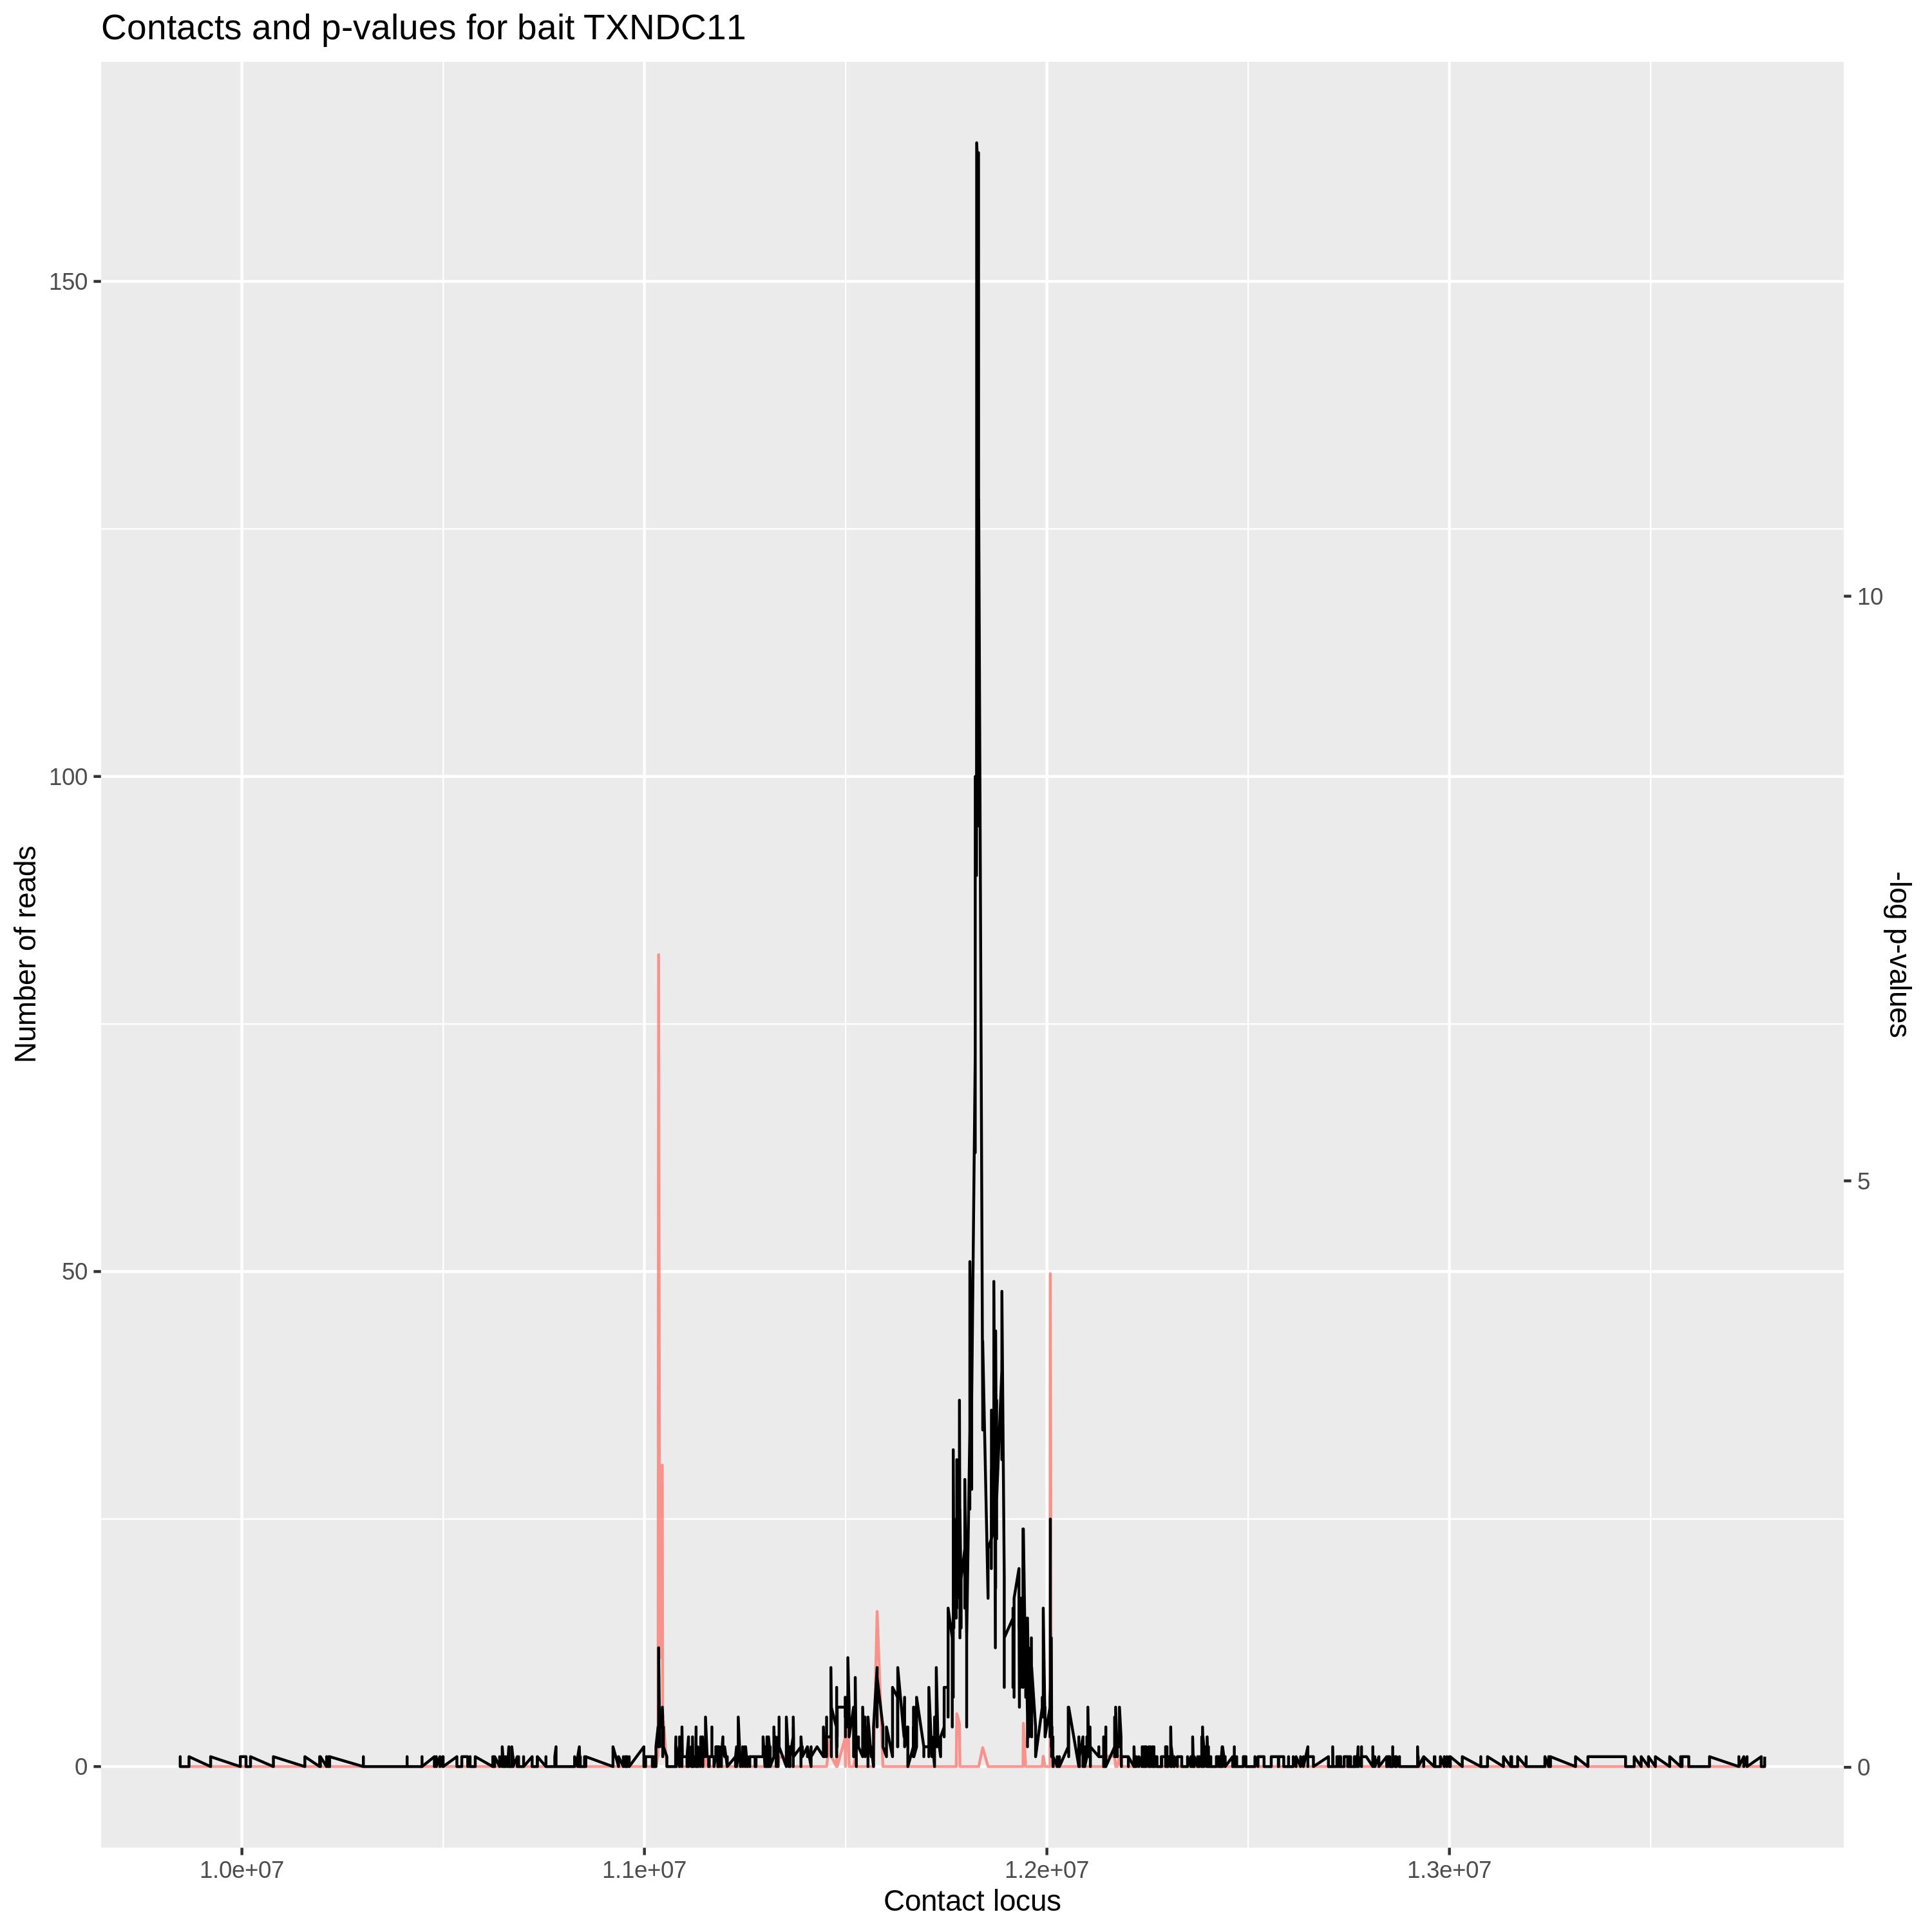 Contacts and p-values for bait TXNDC11
150
100
50
0
10
5
0
Number of reads
-log p-values
1.0e+07
1.1e+07
1.2e+07
1.3e+07
Contact locus